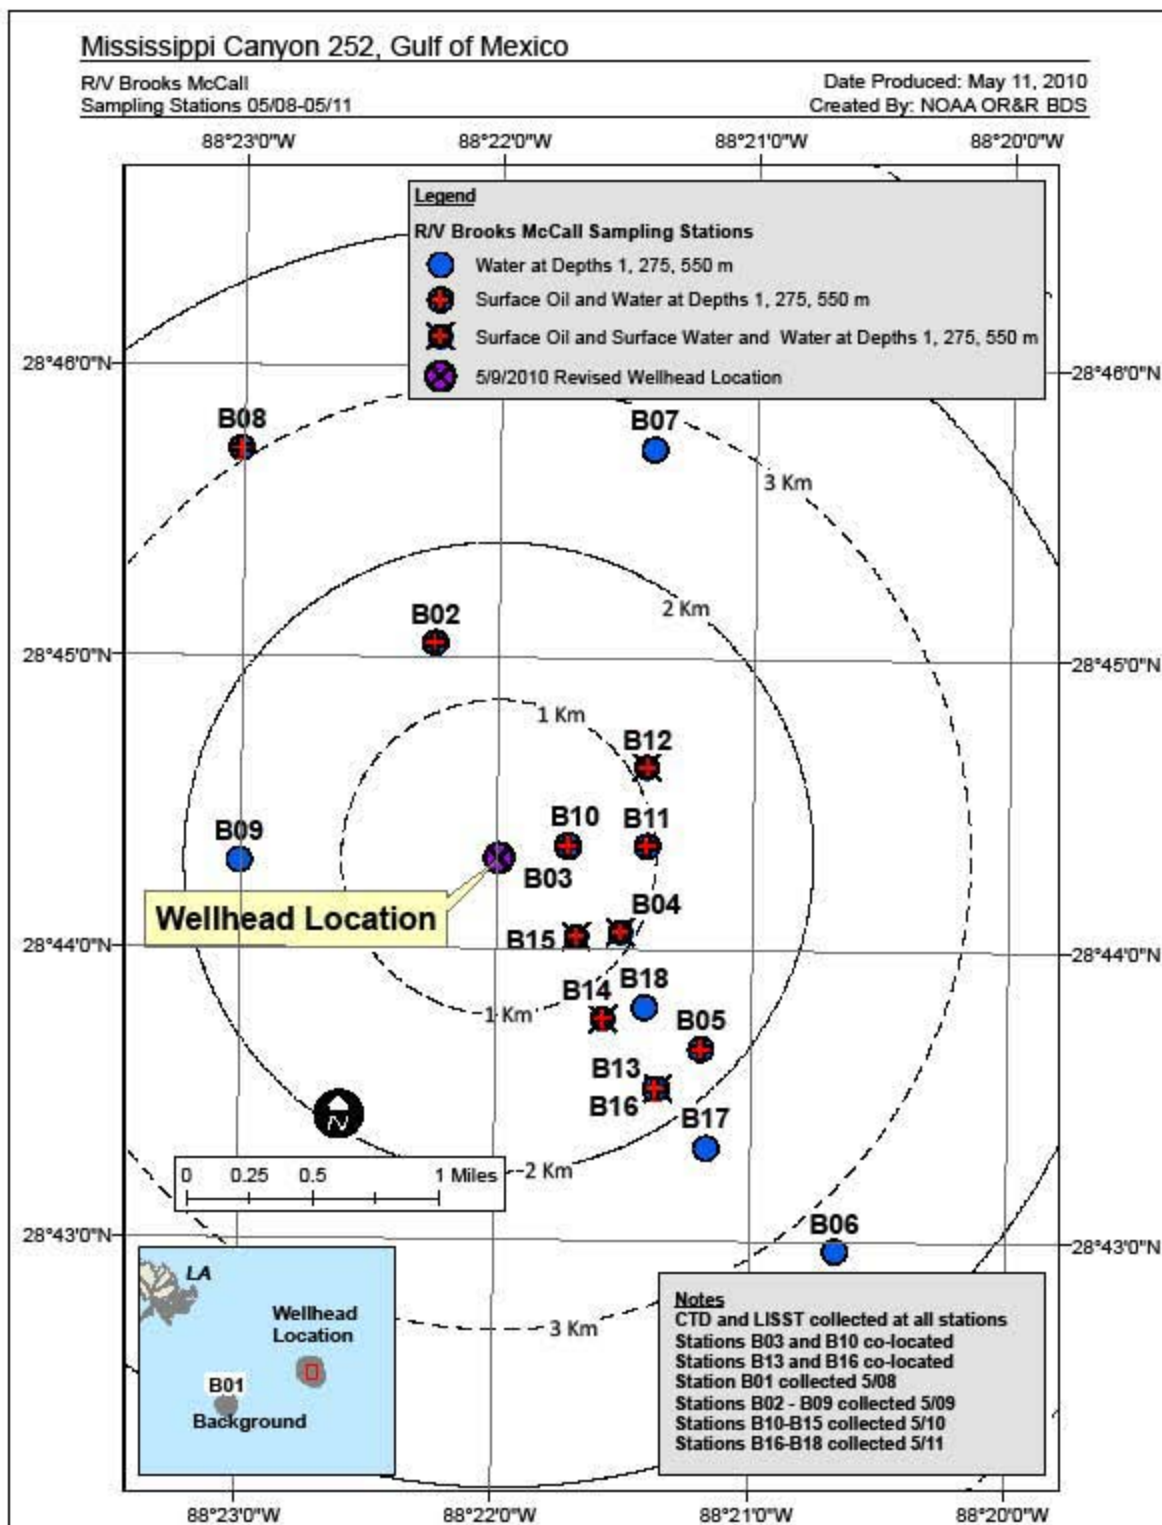 Mississippi Canyon 252, Gulf of Mexico
R/V Brooks McCall
Sampling Stations 05/08-05/11
Date Produced: May 11, 2010
Created By: NOAA OR&R BDS
88°23'0"W 88°22'0"W 88°21'0"W 88°20'0"W
Legend
R/V Brooks McCall Sampling Stations
Water at Depths 1, 275, 550 m
Surface Oil and Water at Depths 1, 275, 550 m
Surface Oil and Surface Water and Water at Depths 1, 275, 550 m
5/9/2010 Revised Wellhead Location
28°46'0"N
28°46'0"N
B08
B07
3 Km
2 Km
B02
28°45'0"N
28°45'0"N
1 Km
B12
B10
B11
B09
B03
Wellhead Location
B04
B15
28°44'0"N
28°44'0"N
B18
B14
1 Km
B05
B13
B16
B17
N
2 Km
0 0.25 0.5 1 Miles
B06
28°43'0"N
28°43'0"N
3 Km
LA
Wellhead
Location
B01
Background
Notes
CTD and LISST collected at all stations
Stations B03 and B10 co-located
Stations B13 and B16 co-located
Station B01 collected 5/08
Stations B02 - B09 collected 5/09
Stations B10-B15 collected 5/10
Stations B16-B18 collected 5/11
88°23'0"W 88°22'0"W 88°21'0"W 88°20'0"W